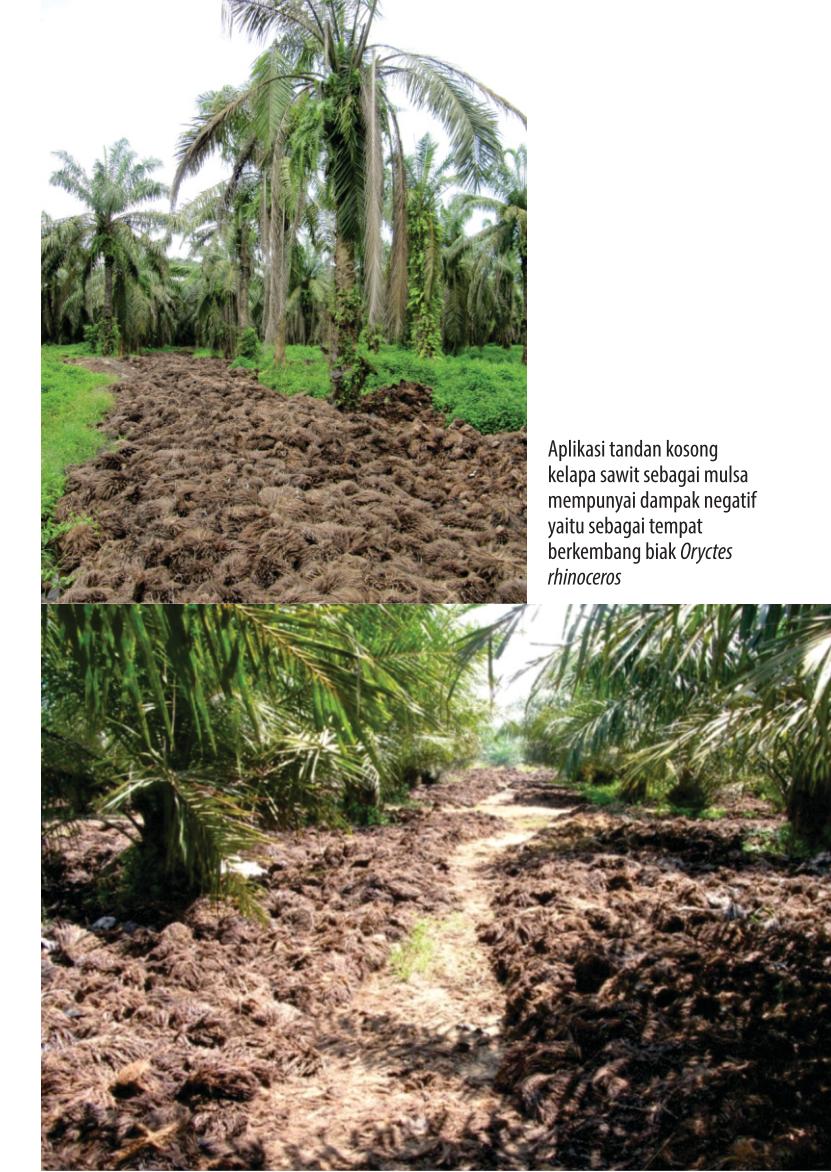 Aplikasi tandan kosong
kelapa sawit sebagai mulsa
mempunyai dampak negatif
yaitu sebagai tempat
berkembang biak Oryctes
rhinoceros